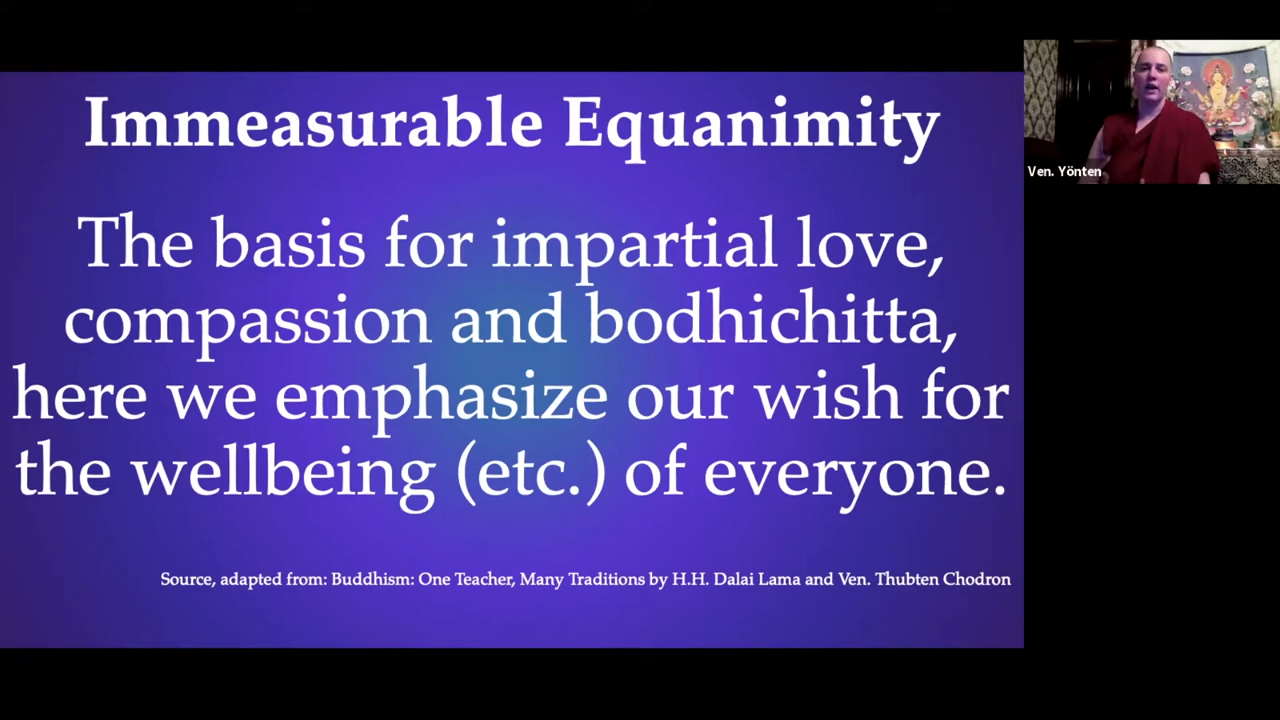 Immeasurable Equanimity
The basis for impartial love,
compassion and bodhichitta,
here we emphasize our wish for
the wellbeing (etc.) of everyone.
Source, adapted from: Buddhism: One Teacher, Many Traditions by H.H. Dalai Lama and Ven. Thubten Chodron
Ven. Yönten